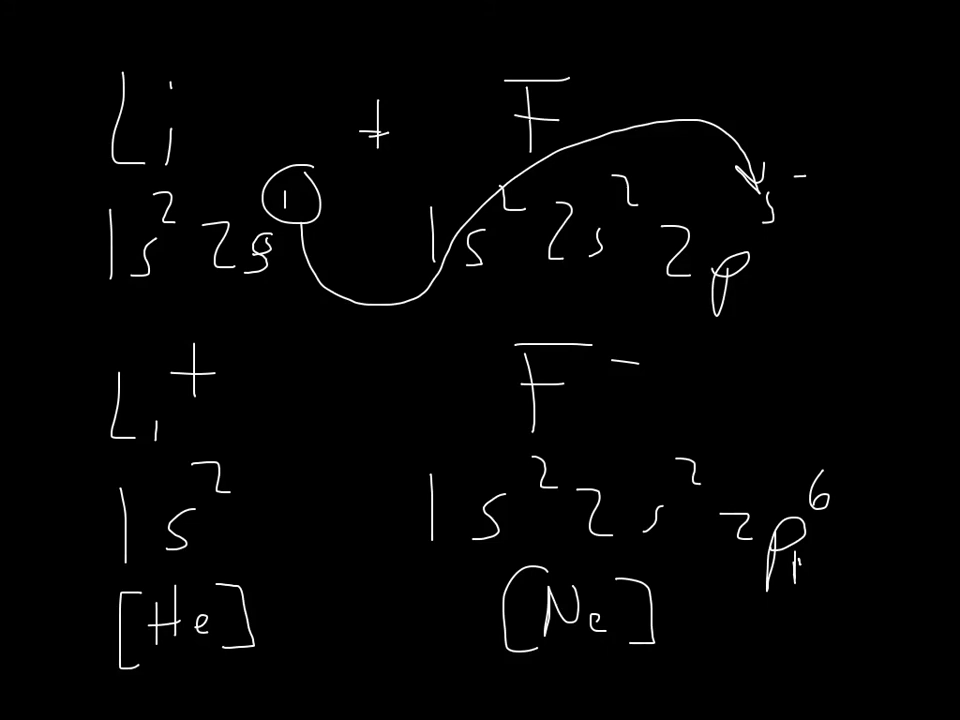 Li + F
1s² 2s¹ 1s² 2s² 2p⁵
Li⁺ F⁻
1s² 1s² 2s² 2p⁶
[He] [Ne]